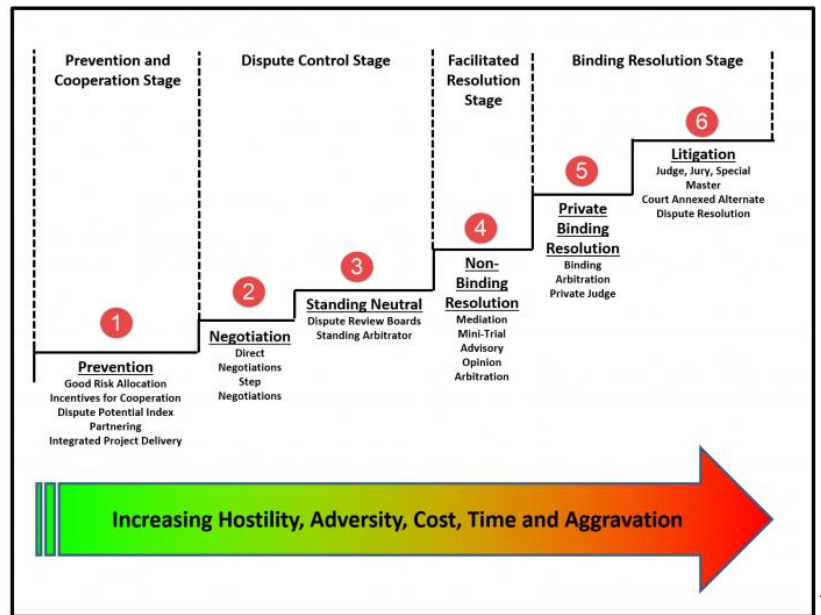 Prevention and
Cooperation Stage
Dispute Control Stage
Facilitated
Resolution
Stage
Binding Resolution Stage
1
Prevention
Good Risk Allocation
Incentives for Cooperation
Dispute Potential Index
Partnering
Integrated Project Delivery
2
Negotiation
Direct
Negotiations
Step
Negotiations
3
Standing Neutral
Dispute Review Boards
Standing Arbitrator
4
Non-
Binding
Resolution
Mediation
Mini-Trial
Advisory
Opinion
Arbitration
5
Private
Binding
Resolution
Binding
Arbitration
Private Judge
6
Litigation
Judge, Jury, Special
Master
Court Annexed Alternate
Dispute Resolution
Increasing Hostility, Adversity, Cost, Time and Aggravation